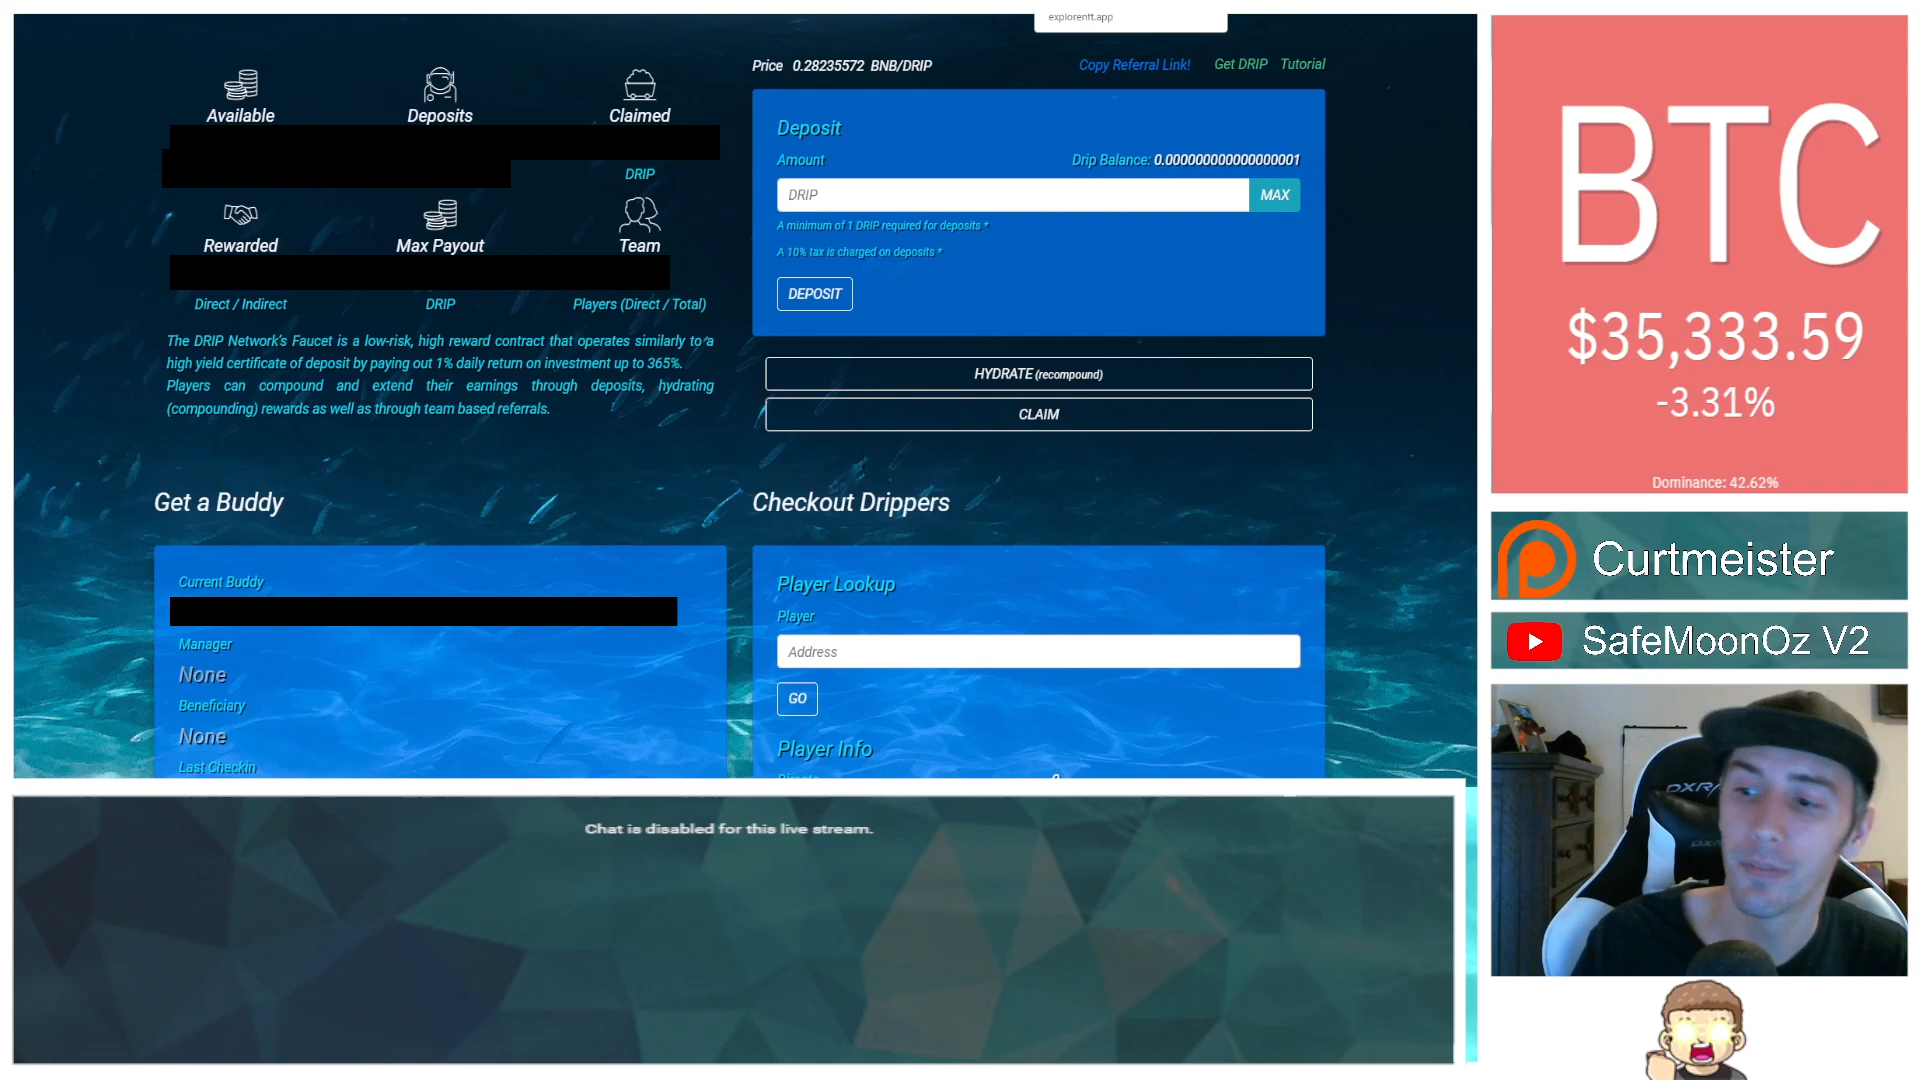 explorenft.app
Price 0.28235572 BNB/DRIP
Copy Referral Link!
Get DRIP
Tutorial
Available
Deposits
Claimed
DRIP
Rewarded
Max Payout
Team
Direct / Indirect
DRIP
Players (Direct / Total)
The DRIP Network's Faucet is a low-risk, high reward contract that operates similarly to a
high yield certificate of deposit by paying out 1% daily return on investment up to 365%.
Players can compound and extend their earnings through deposits, hydrating
(compounding) rewards as well as through team based referrals.
Deposit
Amount
Drip Balance: 0.000000000000000001
DRIP
MAX
A minimum of 1 DRIP required for deposits *
A 10% tax is charged on deposits *
DEPOSIT
HYDRATE (recompound)
CLAIM
Get a Buddy
Current Buddy
Manager
None
Beneficiary
None
Last Checkin
Checkout Drippers
Player Lookup
Player
Address
GO
Player Info
Chat is disabled for this live stream.
BTC
$35,333.59
-3.31%
Dominance: 42.62%
Curtmeister
SafeMoonOz V2